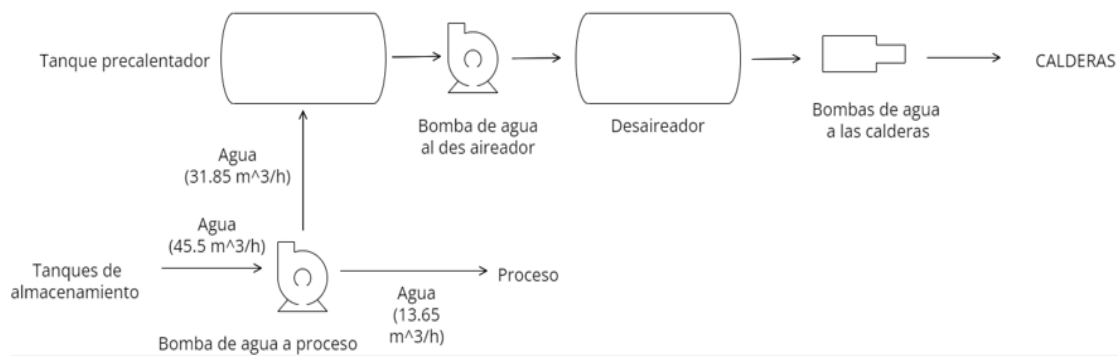 Tanque precalentador
CALDERAS
Bomba de agua
al des aireador
Desaireador
Bombas de agua
a las calderas
Agua
(31.85 m^3/h)
Agua
(45.5 m^3/h)
Tanques de
almacenamiento
Proceso
Agua
(13.65
m^3/h)
Bomba de agua a proceso